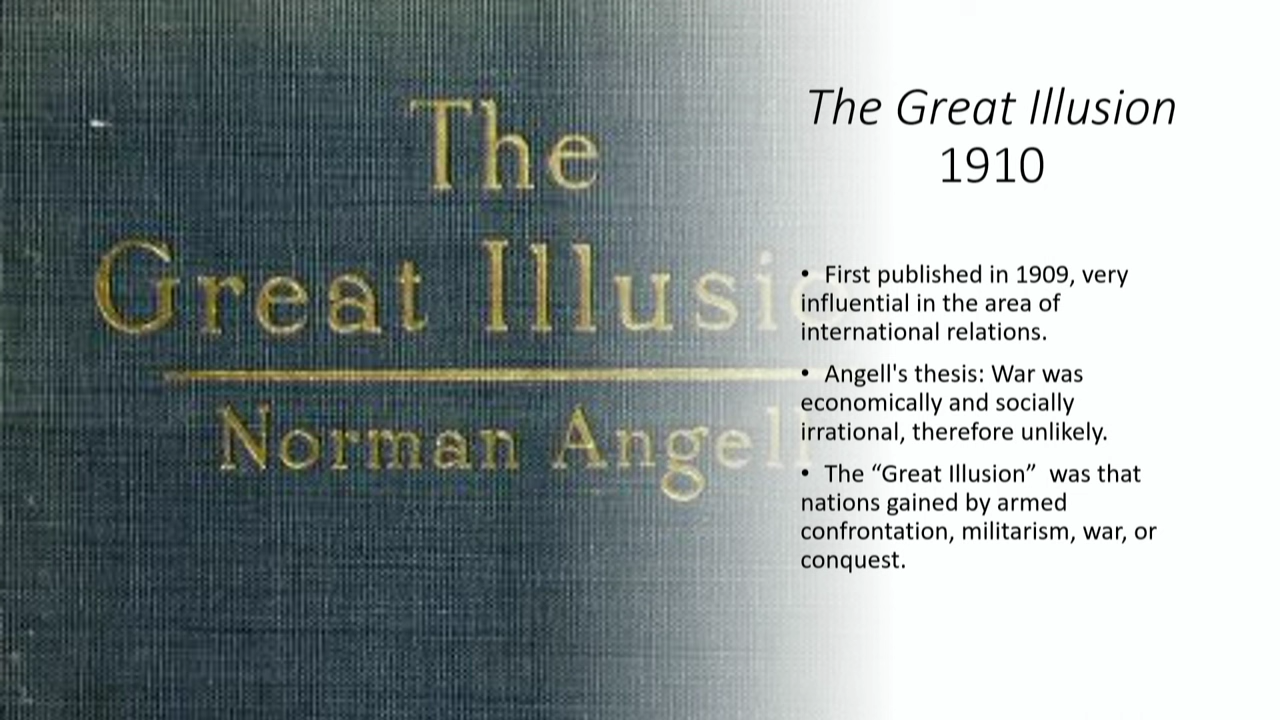 The
Great Illusio
Norman Angell
The Great Illusion
1910
• First published in 1909, very
influential in the area of
international relations.
• Angell's thesis: War was
economically and socially
irrational, therefore unlikely.
• The “Great Illusion” was that
nations gained by armed
confrontation, militarism, war, or
conquest.